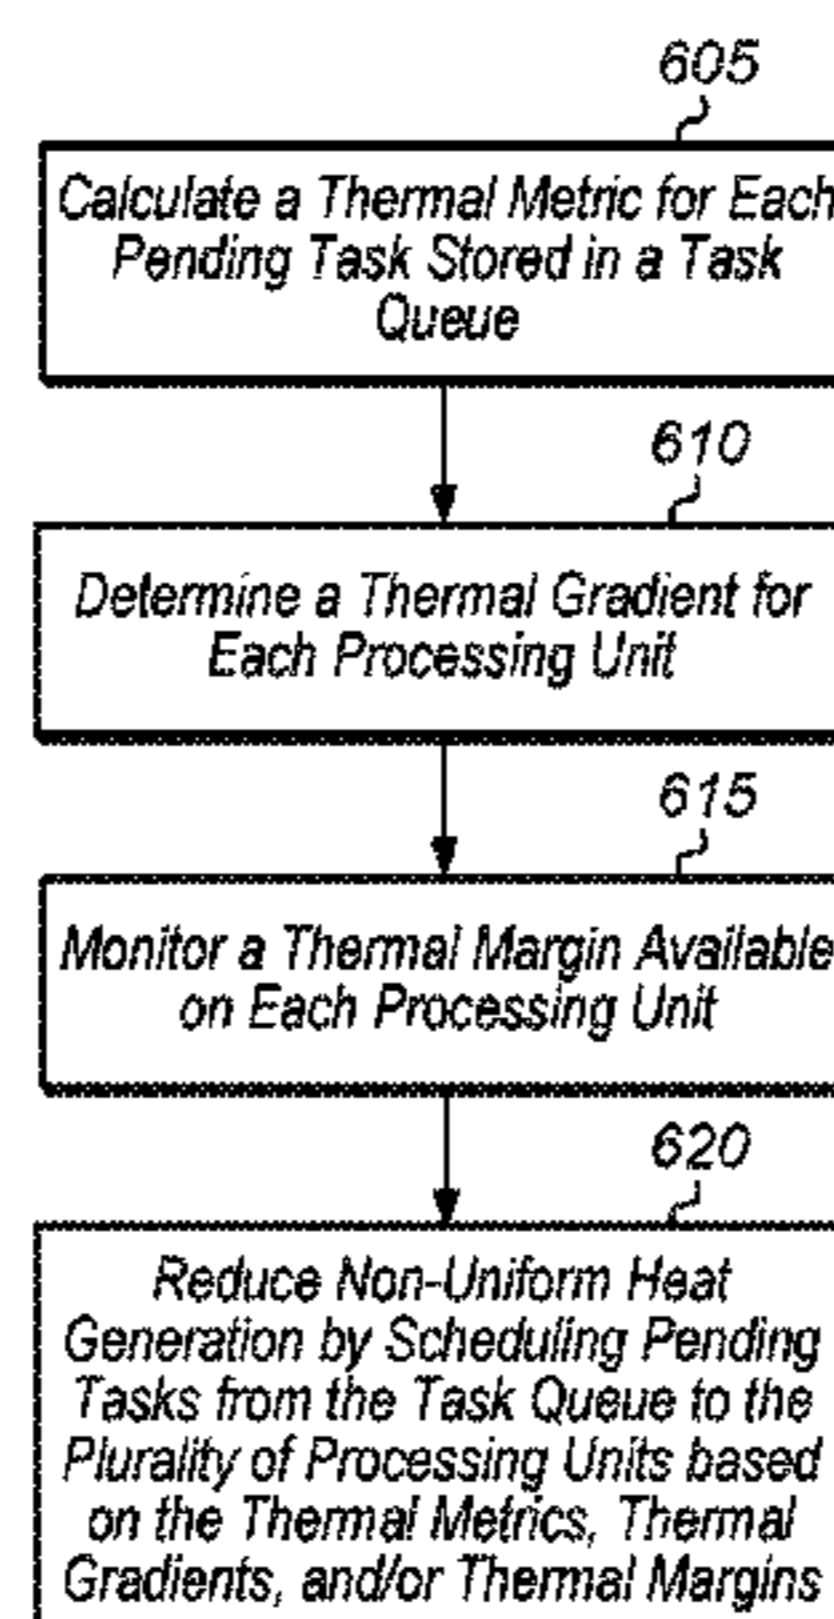 605
Calculate a Thermal Metric for Each
Pending Task Stored in a Task
Queue
610
Determine a Thermal Gradient for
Each Processing Unit
615
Monitor a Thermal Margin Available
on Each Processing Unit
620
Reduce Non-Uniform Heat
Generation by Scheduling Pending
Tasks from the Task Queue to the
Plurality of Processing Units based
on the Thermal Metrics, Thermal
Gradients, and/or Thermal Margins